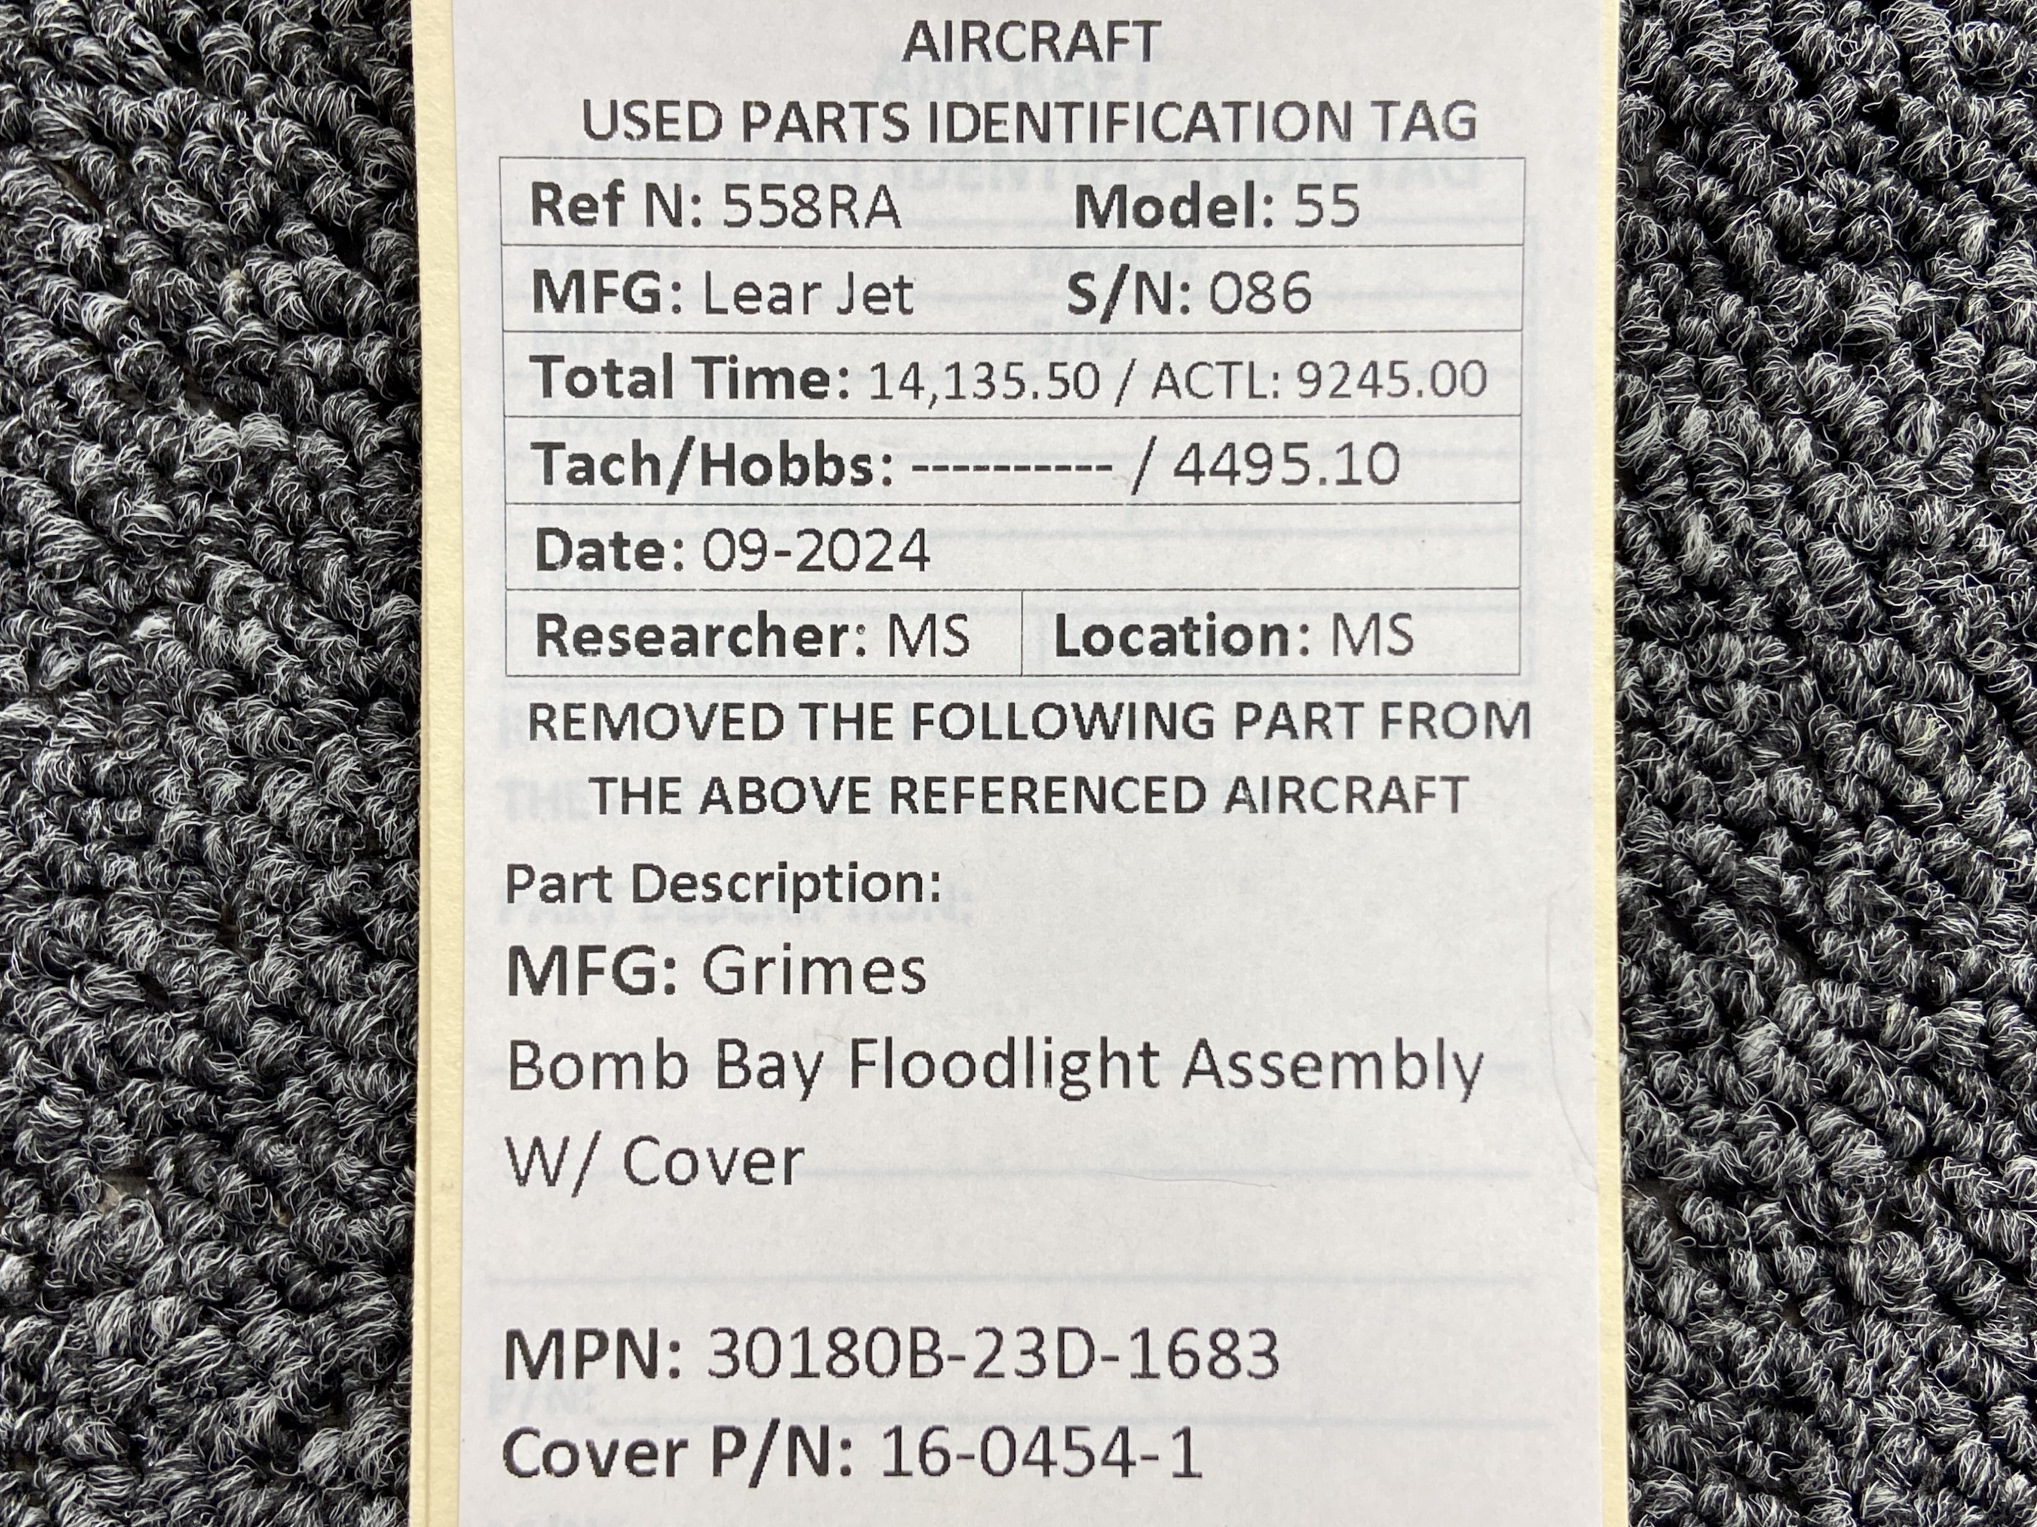 AIRCRAFT
USED PARTS IDENTIFICATION TAG
Ref N: 558RA Model: 55
MFG: Lear Jet S/N: 086
Total Time: 14,135.50 / ACTL: 9245.00
Tach/Hobbs: ---------- / 4495.10
Date: 09-2024
Researcher: MS Location: MS
REMOVED THE FOLLOWING PART FROM
THE ABOVE REFERENCED AIRCRAFT
Part Description:
MFG: Grimes
Bomb Bay Floodlight Assembly
W/ Cover
MPN: 30180B-23D-1683
Cover P/N: 16-0454-1